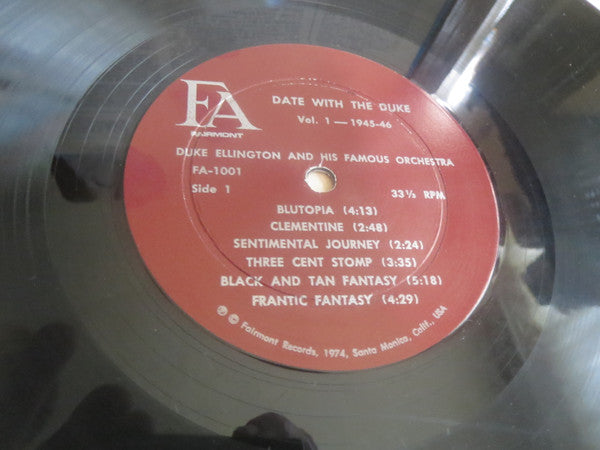 FA
FAIRMONT
DATE WITH THE DUKE
Vol. 1 — 1945-46
DUKE ELLINGTON AND HIS FAMOUS ORCHESTRA
FA-1001
Side 1
33⅓ RPM
BLUTOPIA (4:13)
CLEMENTINE (2:48)
SENTIMENTAL JOURNEY (2:24)
THREE CENT STOMP (3:35)
BLACK AND TAN FANTASY (5:18)
FRANTIC FANTASY (4:29)
℗ © Fairmont Records, 1974, Santa Monica, Calif., USA